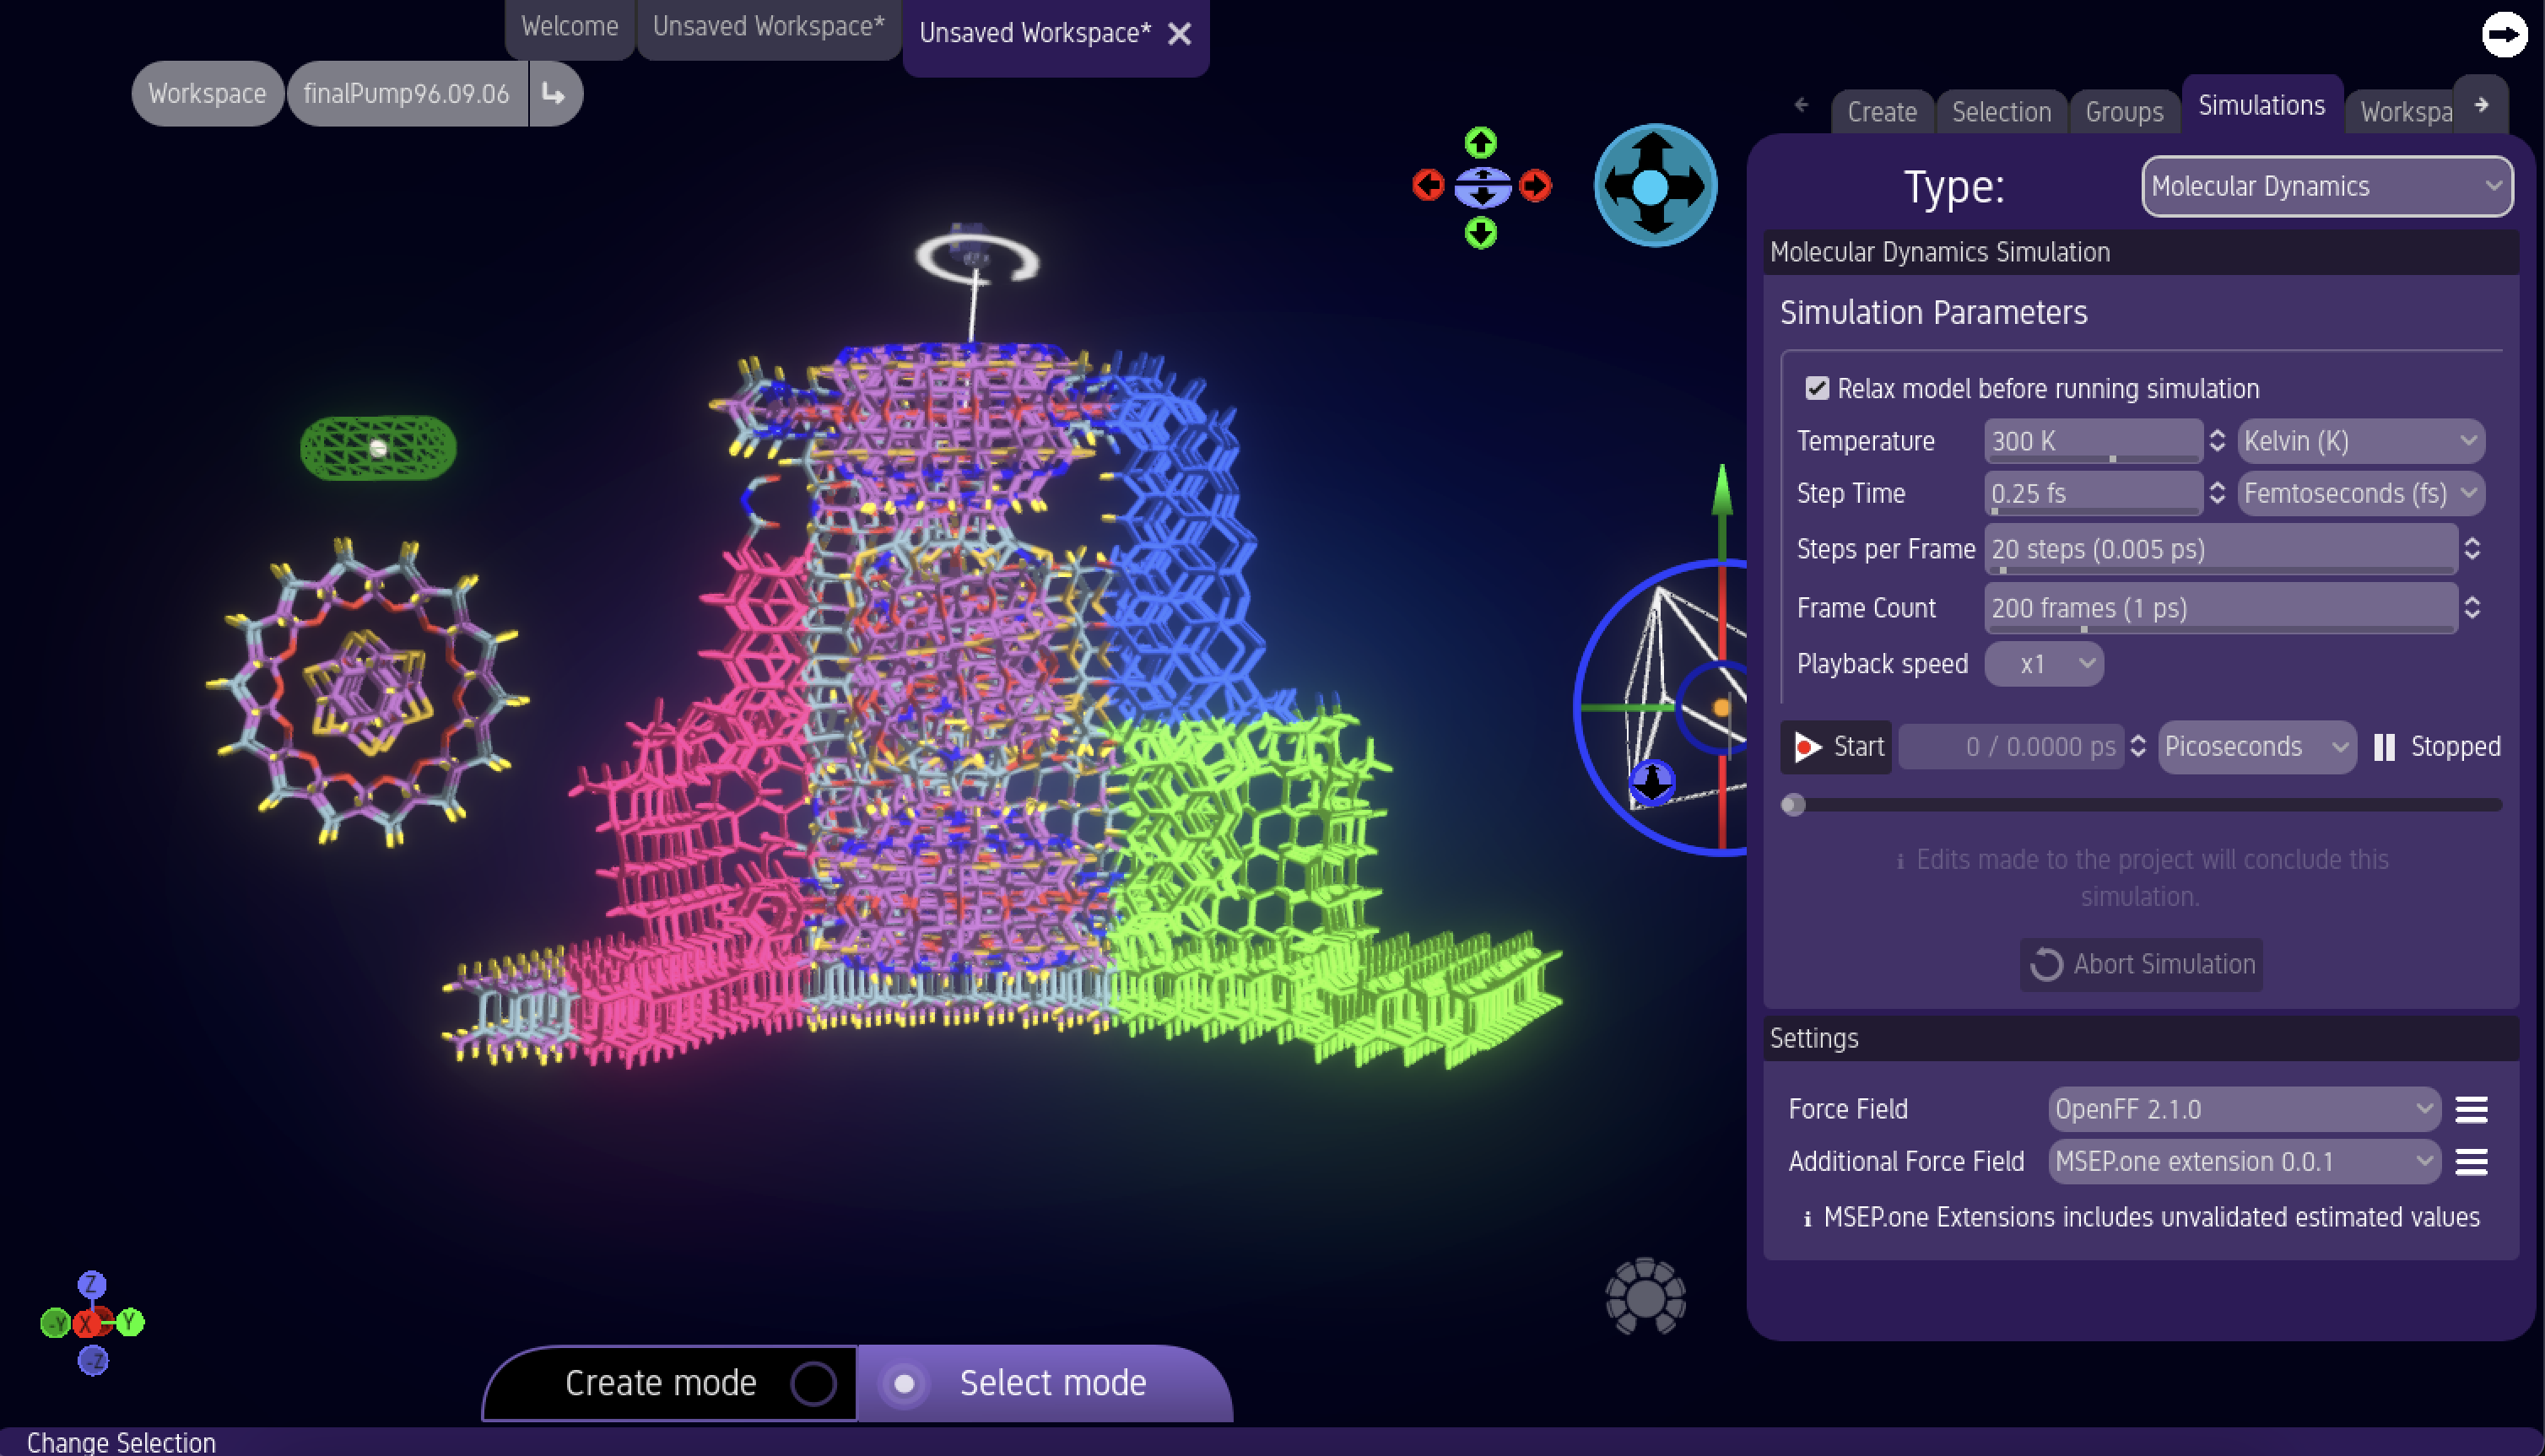 Welcome
Unsaved Workspace*
Unsaved Workspace*
Workspace
finalPump96.09.06
Create
Selection
Groups
Simulations
Workspa
Type:
Molecular Dynamics
Molecular Dynamics Simulation
Simulation Parameters
Relax model before running simulation
Temperature 300 K Kelvin (K)
Step Time 0.25 fs Femtoseconds (fs)
Steps per Frame 20 steps (0.005 ps)
Frame Count 200 frames (1 ps)
Playback speed x1
Start 0 / 0.0000 ps Picoseconds Stopped
i Edits made to the project will conclude this
simulation.
Abort Simulation
Settings
Force Field OpenFF 2.1.0
Additional Force Field MSEP.one extension 0.0.1
i MSEP.one Extensions includes unvalidated estimated values
Z
-Y X Y
-Z
Create mode
Select mode
Change Selection